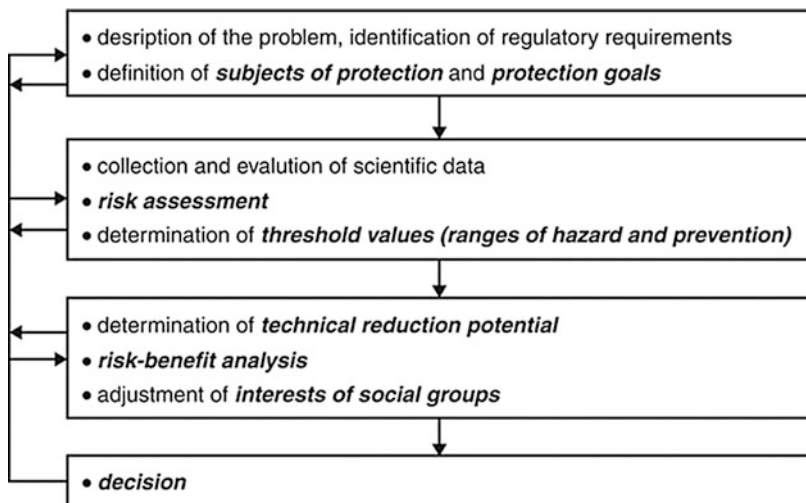 • desription of the problem, identification of regulatory requirements
• definition of subjects of protection and protection goals
• collection and evalution of scientific data
• risk assessment
• determination of threshold values (ranges of hazard and prevention)
• determination of technical reduction potential
• risk-benefit analysis
• adjustment of interests of social groups
• decision